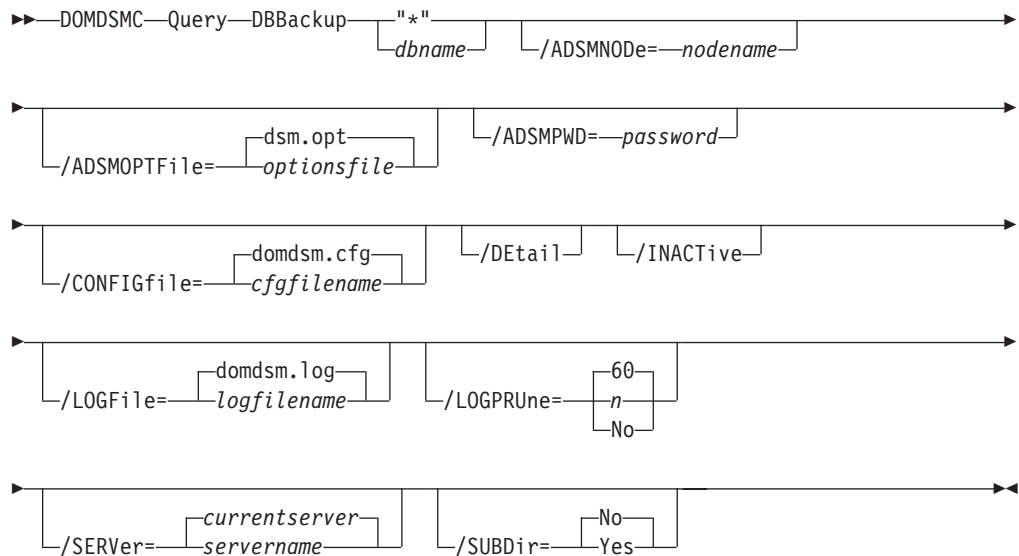 DOMDSMC Query DBBackup "*"
dbname /ADSMNODe= nodename
dsm.opt /ADSMPWD= password
/ADSMOPTFile= optionsfile
domdsm.cfg /DEtail /INACTive
/CONFIGfile= cfgfilename
domdsm.log 60
/LOGFile= logfilename /LOGPRUne= n
No
currentserver No
/SERVer= servername /SUBDir= Yes